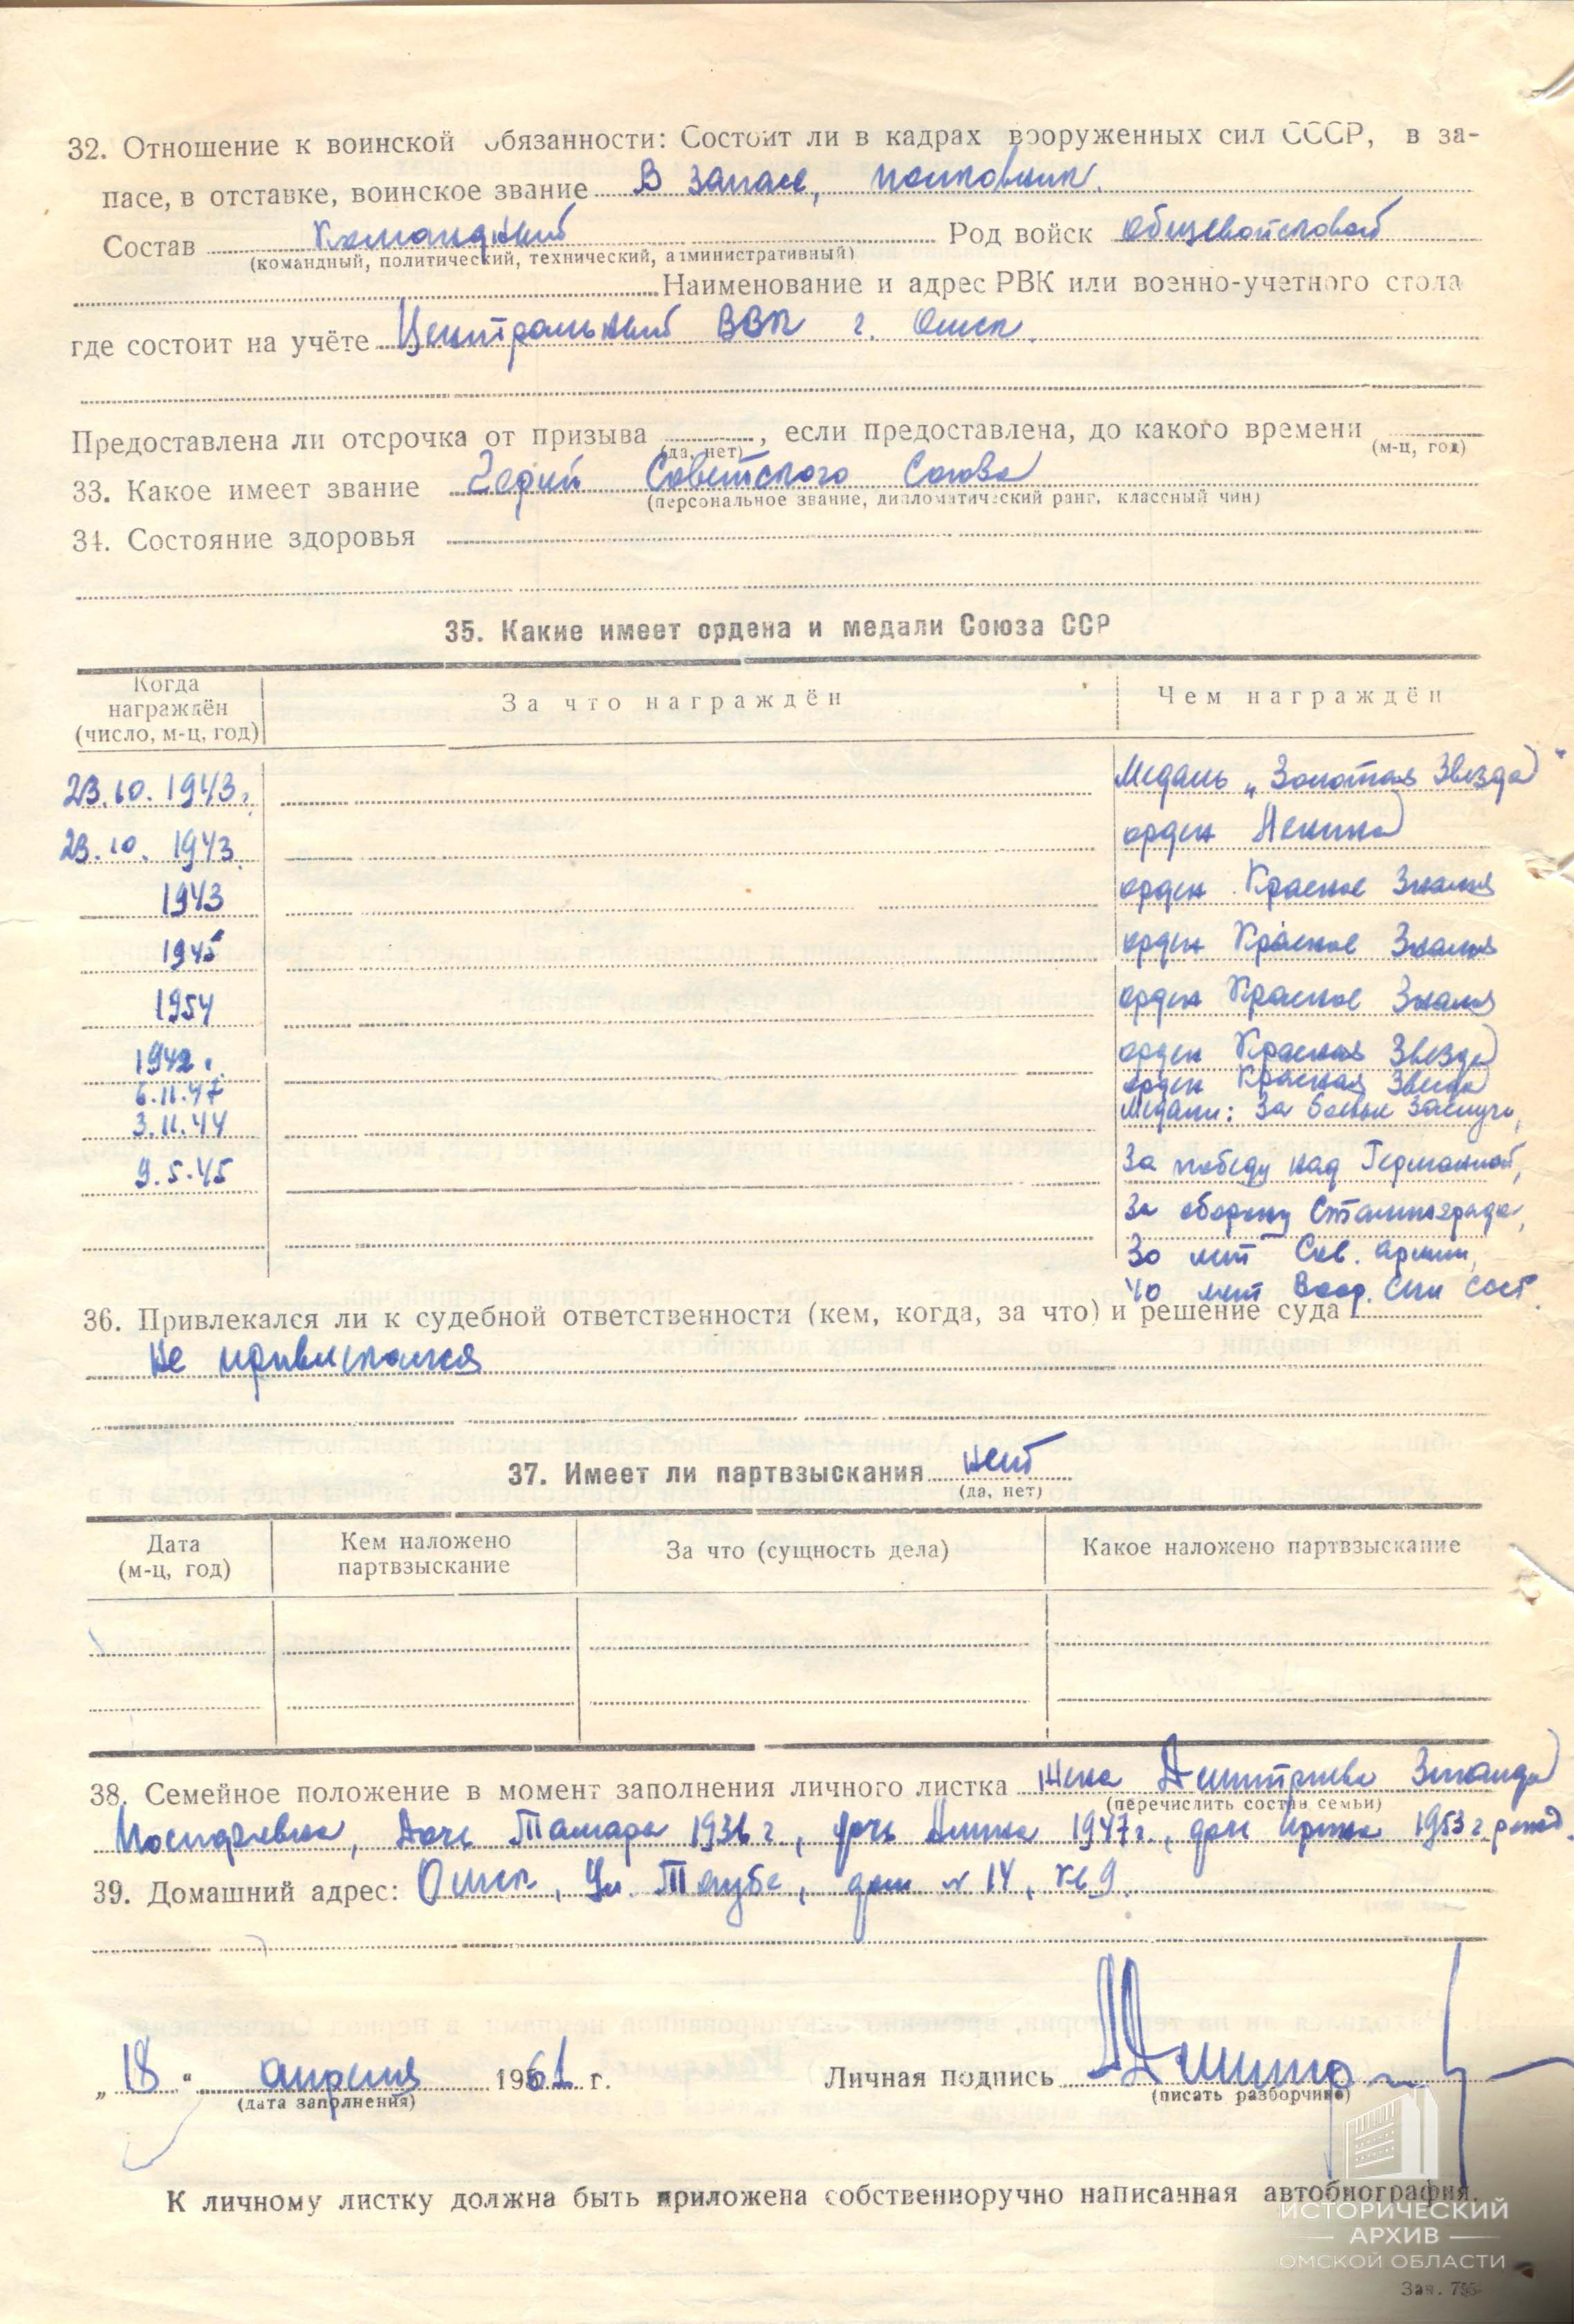 32. Отношение к воинской обязанности: Состоит ли в кадрах вооруженных сил СССР, в за-
пасе, в отставке, воинское звание В запасе, полковник.
Состав Командный Род войск общевойсковой
(командный, политический, технический, административный)
Наименование и адрес РВК или военно-учетного стола
где состоит на учёте Центральный ВВК г. Омск.
Предоставлена ли отсрочка от призыва , если предоставлена, до какого времени
(да, нет) (м-ц, год)
33. Какое имеет звание Герой Советского Союза
(персональное звание, дипломатический ранг, классный чин)
34. Состояние здоровья
35. Какие имеет ордена и медали Союза ССР
Когда награждён (число, м-ц, год) За что награждён Чем награждён
23.10.1943г. Медаль „Золотая Звезда"
23.10.1943. орден Ленина
1943 орден Красное Знамя
1945 орден Красное Знамя
1954 орден Красное Знамя
1942г. орден Красная Звезда
6.11.47 орден Красная Звезда
3.11.44 Медали: За боевые заслуги,
9.5.45 За победу над Германией,
За оборону Сталинграда,
30 лет Сов. Армии,
40 лет Воор. Сил
36. Привлекался ли к судебной ответственности (кем, когда, за что) и решение суда
не привлекался
37. Имеет ли партвзыскания нет
(да, нет)
Дата (м-ц, год) Кем наложено партвзыскание За что (сущность дела) Какое наложено партвзыскание
38. Семейное положение в момент заполнения личного листка Жена Дмитриева Зинаида
(перечислить состав семьи)
дочь Тамара 1936г., дочь 1947г., дочь Ирина 1953г рожд.
39. Домашний адрес: Омск, ул. Таубе, дом № 14, кв 9.
„18" апреля 1961 г. Личная подпись
(дата заполнения) (писать разборчиво)
К личному листку должна быть приложена собственноручно написанная автобиография.
ИСТОРИЧЕСКИЙ
АРХИВ
ОМСКОЙ ОБЛАСТИ